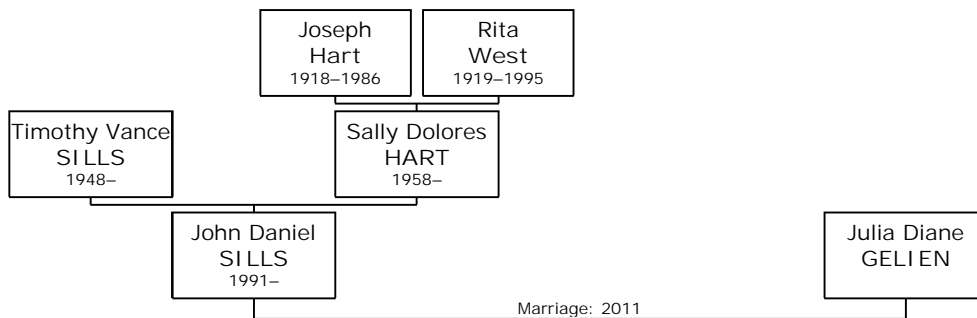 Joseph
Hart
1918–1986
Rita
West
1919–1995
Timothy Vance
SILLS
1948–
Sally Dolores
HART
1958–
John Daniel
SILLS
1991–
Julia Diane
GELIEN
Marriage: 2011